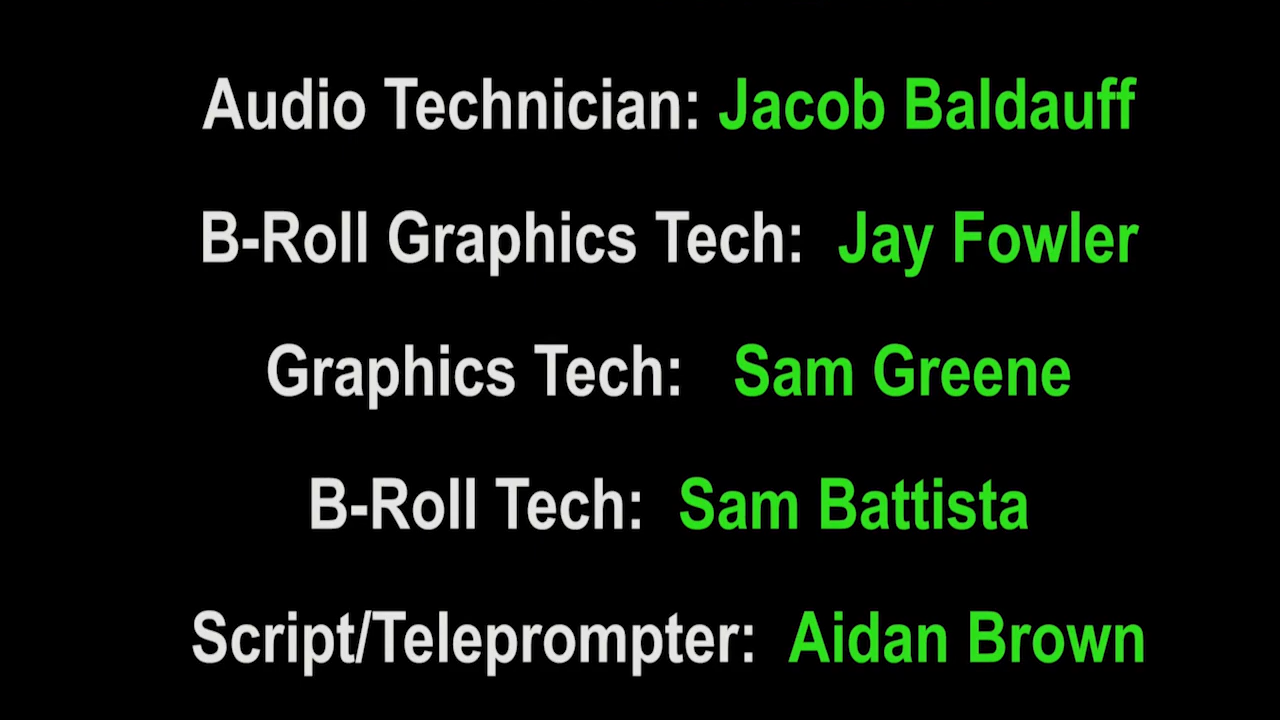 Audio Technician: Jacob Baldauff
B-Roll Graphics Tech: Jay Fowler
Graphics Tech: Sam Greene
B-Roll Tech: Sam Battista
Script/Teleprompter: Aidan Brown